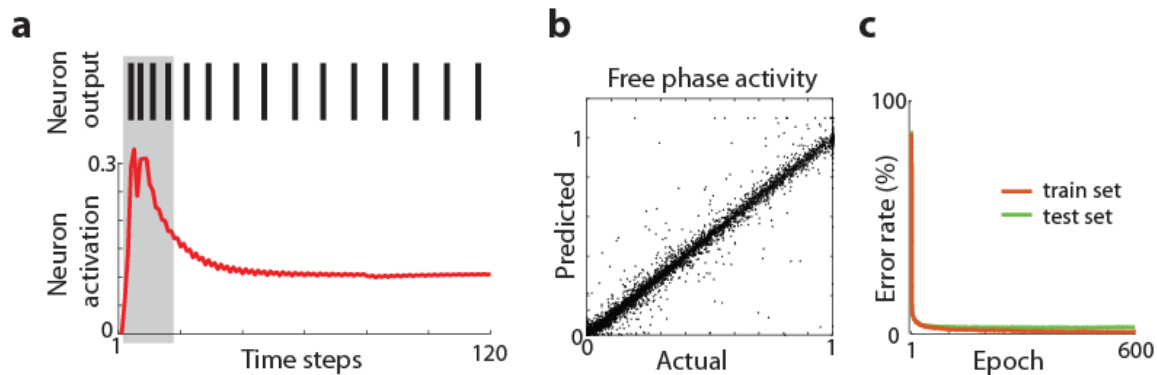 a
Neuron
output
0.3
Neuron
activation
0
1
Time steps
120
b
Free phase activity
1
Predicted
0
0
Actual
1
c
100
Error rate (%)
train set
test set
0
1
Epoch
600